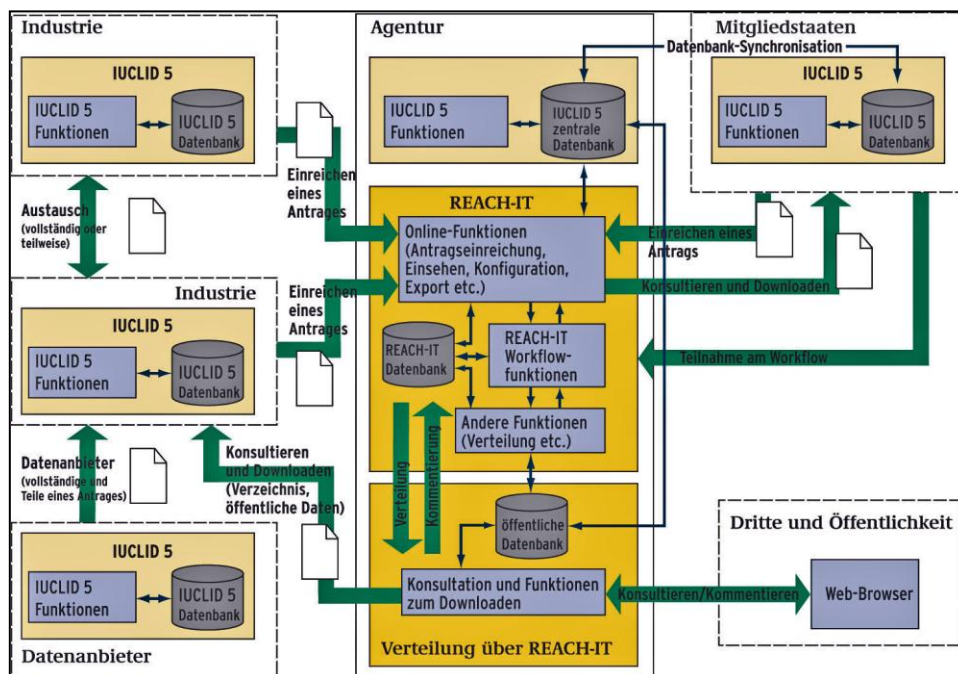 Industrie
IUCLID 5
IUCLID 5
Funktionen
IUCLID 5
Datenbank
Austausch
(vollständig oder
teilweise)
Einreichen
eines
Antrages
Industrie
IUCLID 5
IUCLID 5
Funktionen
IUCLID 5
Datenbank
Einreichen
eines
Antrages
Datenanbieter
(vollständige und
Teile eines Antrages)
Konsultieren
und Downloaden
(Verzeichnis,
öffentliche Daten)
IUCLID 5
IUCLID 5
Funktionen
IUCLID 5
Datenbank
Datenanbieter
Agentur
IUCLID 5
Funktionen
IUCLID 5
zentrale
Datenbank
Datenbank-Synchronisation
REACH-IT
Online-Funktionen
(Antragseinreichung,
Einsehen, Konfiguration,
Export etc.)
REACH-IT
Datenbank
REACH-IT
Workflow-
funktionen
Andere Funktionen
(Verteilung etc.)
Verteilung
Kommentierung
öffentliche
Datenbank
Konsultation und Funktionen
zum Downloaden
Verteilung über REACH-IT
Mitgliedstaaten
IUCLID 5
IUCLID 5
Funktionen
IUCLID 5
Datenbank
Einreichen eines
Antrags
Konsultieren und Downloaden
Teilnahme am Workflow
Dritte und Öffentlichkeit
Konsultieren/Kommentieren
Web-Browser